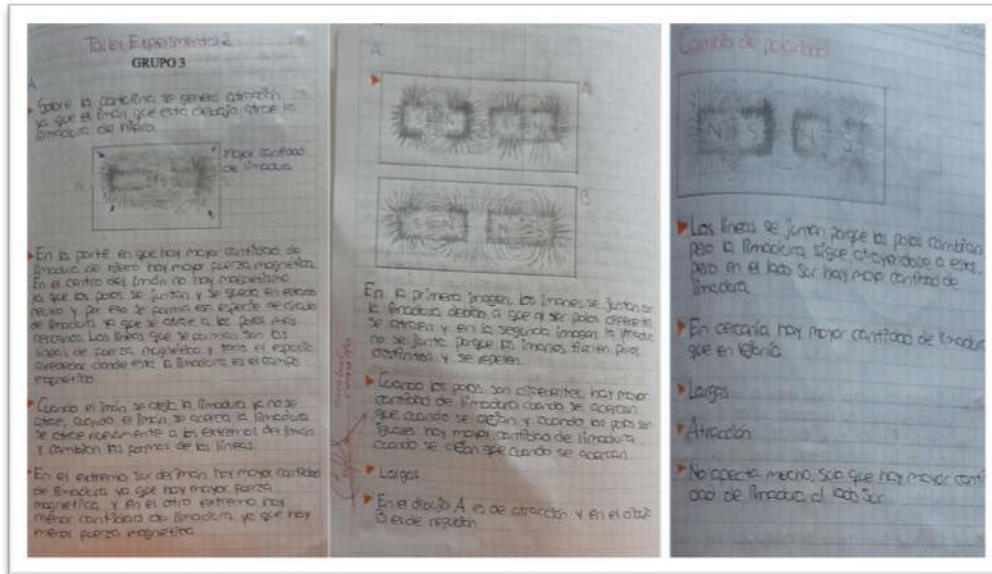 Taller Experimental 2
GRUPO 3
A
Sobre la cartulina se genero atracción
ya que el imán que está debajo atrae la
limadura de hierro.
Mayor cantidad
de limadura
N
En la parte en que hay mayor cantidad de
limadura de hierro hay mayor fuerza magnética.
En el centro del imán no hay magnetismo
ya que los polos se juntan y se queda en estado
neutro y por eso se forma esa especie de círculo
de limadura ya que se atrae a los polos más
cercanos. Las líneas que se forman son las
líneas de fuerza magnética y todo el espacio
alrededor donde está la limadura es el campo
magnético.
Cuando el imán se aleja la limadura ya no se
atrae, cuando el imán se acerca la limadura
se atrae nuevamente a los extremos del imán
y cambian las formas de las líneas.
En el extremo Sur del imán hay mayor cantidad
de limadura ya que hay mayor fuerza
magnética y en el otro extremo hay
menor cantidad de limadura ya que hay
menor fuerza magnética.
A
A
B
En la primera imagen, los imanes se juntan
la limadura debido a que al ser polos diferentes
se atraen y en la segunda imagen la
no se junta porque los imanes tienen polos
distintos y se repelen.
Cuando los polos son diferentes, hay mayor
cantidad de limadura cuando se acercan
que cuando se alejan y cuando los polos son
iguales hay mayor cantidad de limadura
cuando se alejan que cuando se acercan.
Largas
En el dibujo A es de atracción y en el dibujo
B es de repulsión
Cambio de polaridad
N S N S
Las líneas se juntan porque los polos cambian
pero la limadura sigue atrayendose a estos,
pero en el lado Sur hay mayor cantidad de
limadura.
En cercanía hay mayor cantidad de limadura
que en lejanía.
Largas
Atracción
No afecta mucho, solo que hay mayor canti
dad de limadura al lado Sur.